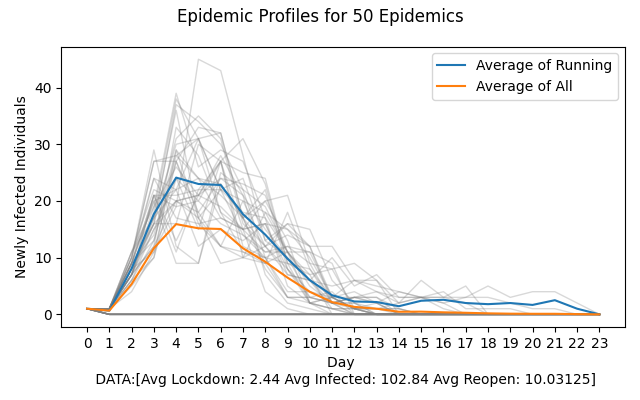 Epidemic Profiles for 50 Epidemics
Average of Running
Average of All
Newly Infected Individuals
40
30
20
10
0
0 1 2 3 4 5 6 7 8 9 10 11 12 13 14 15 16 17 18 19 20 21 22 23
Day
DATA:[Avg Lockdown: 2.44 Avg Infected: 102.84 Avg Reopen: 10.03125]